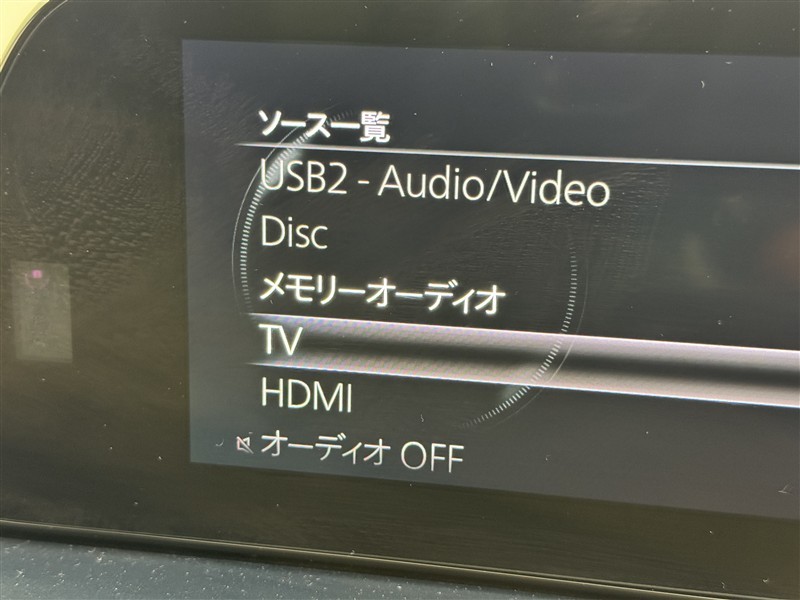 ソース一覧
USB2 - Audio/Video
Disc
メモリーオーディオ
TV
HDMI
オーディオ OFF